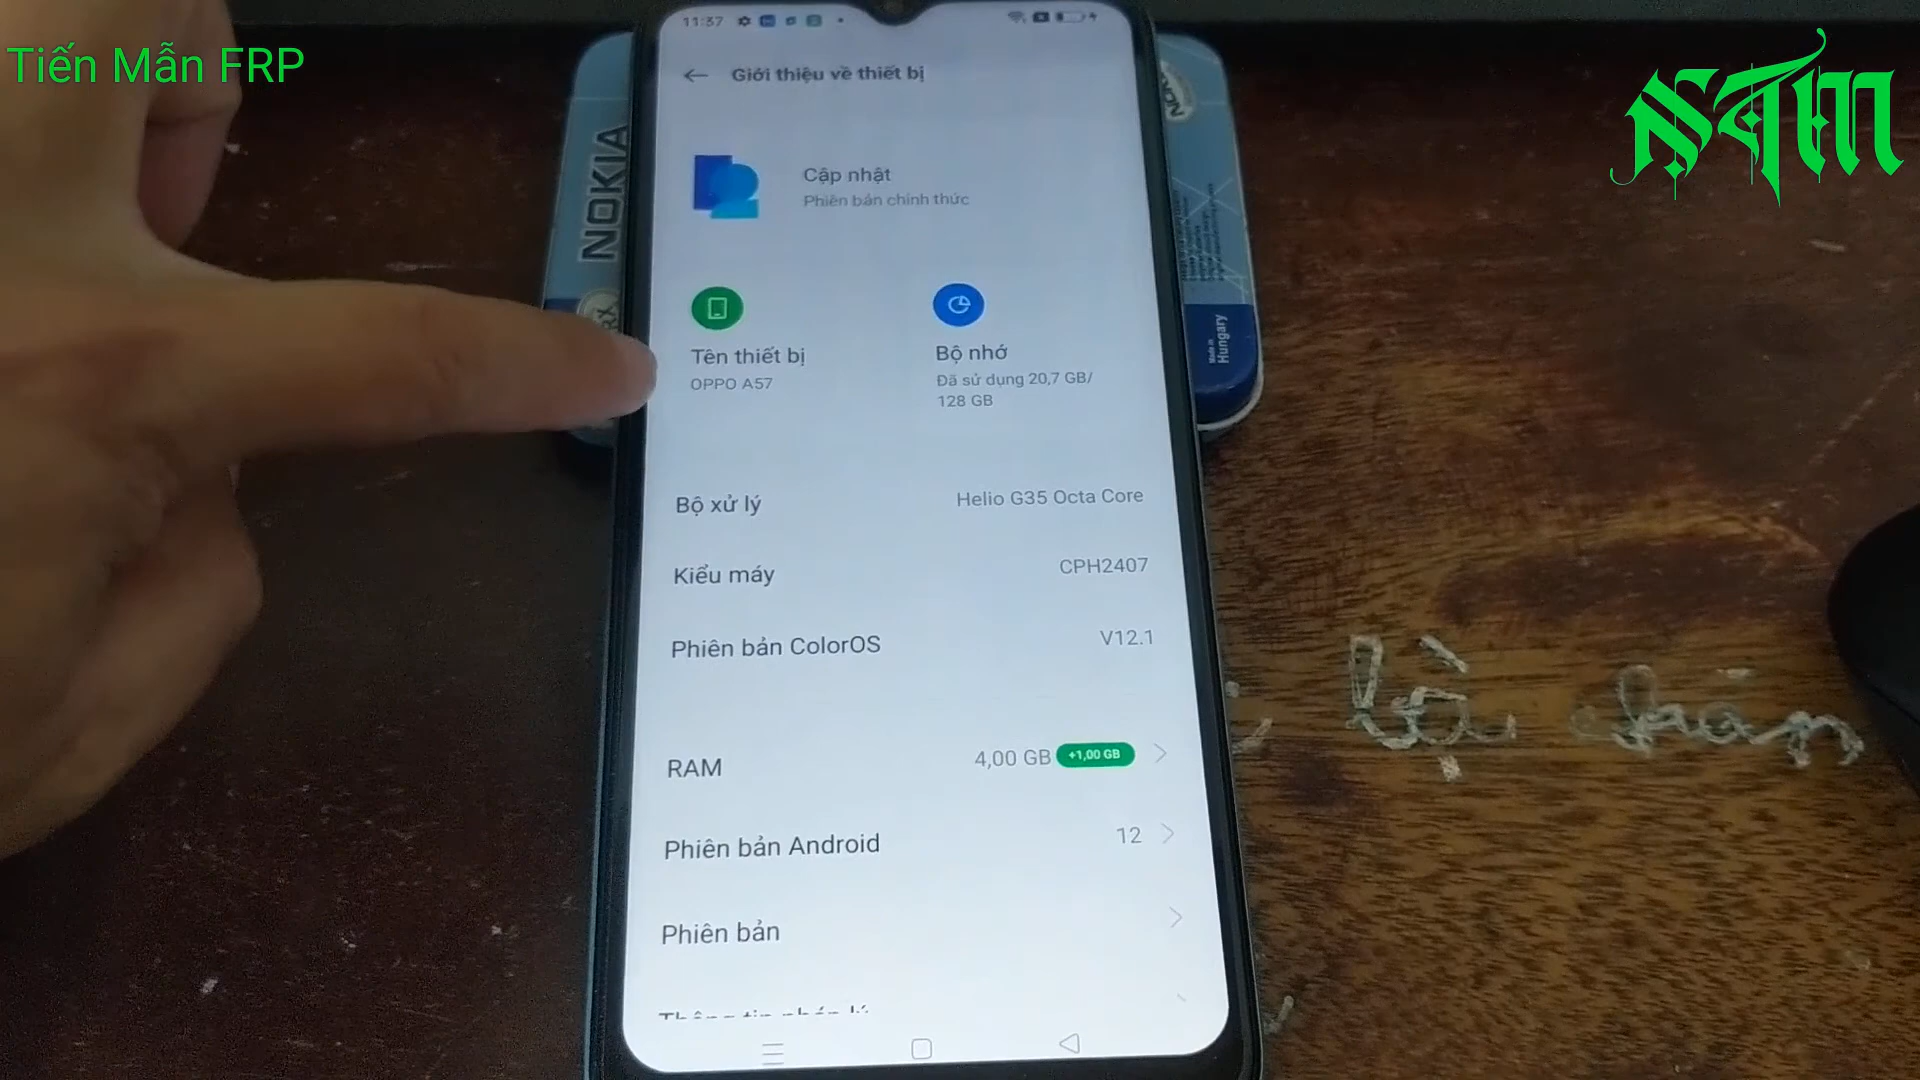 Tiến Mẫn FRP
NTM
11:37
Giới thiệu về thiết bị
NOKIA
Cập nhật
Phiên bản chính thức
Tên thiết bị
OPPO A57
Bộ nhớ
Đã sử dụng 20,7 GB/
128 GB
Made in
Hungary
Bộ xử lý
Helio G35 Octa Core
Kiểu máy
CPH2407
Phiên bản ColorOS
V12.1
RAM
4,00 GB
+1,00 GB
Phiên bản Android
12
Phiên bản